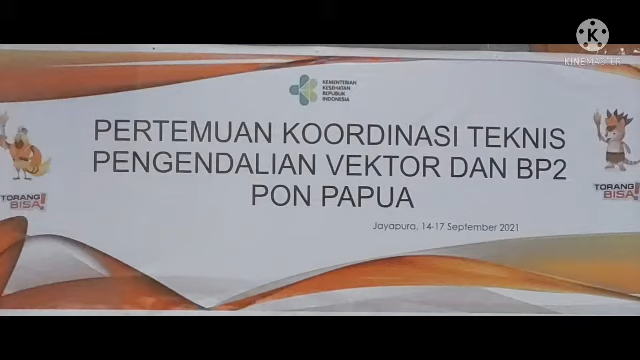 KINEMASTER
KEMENTERIAN
KESEHATAN
REPUBLIK
INDONESIA
PERTEMUAN KOORDINASI TEKNIS
PENGENDALIAN VEKTOR DAN BP2
PON PAPUA
TORANG
BISA!
TORANG
BISA!
Jayapura, 14-17 September 2021